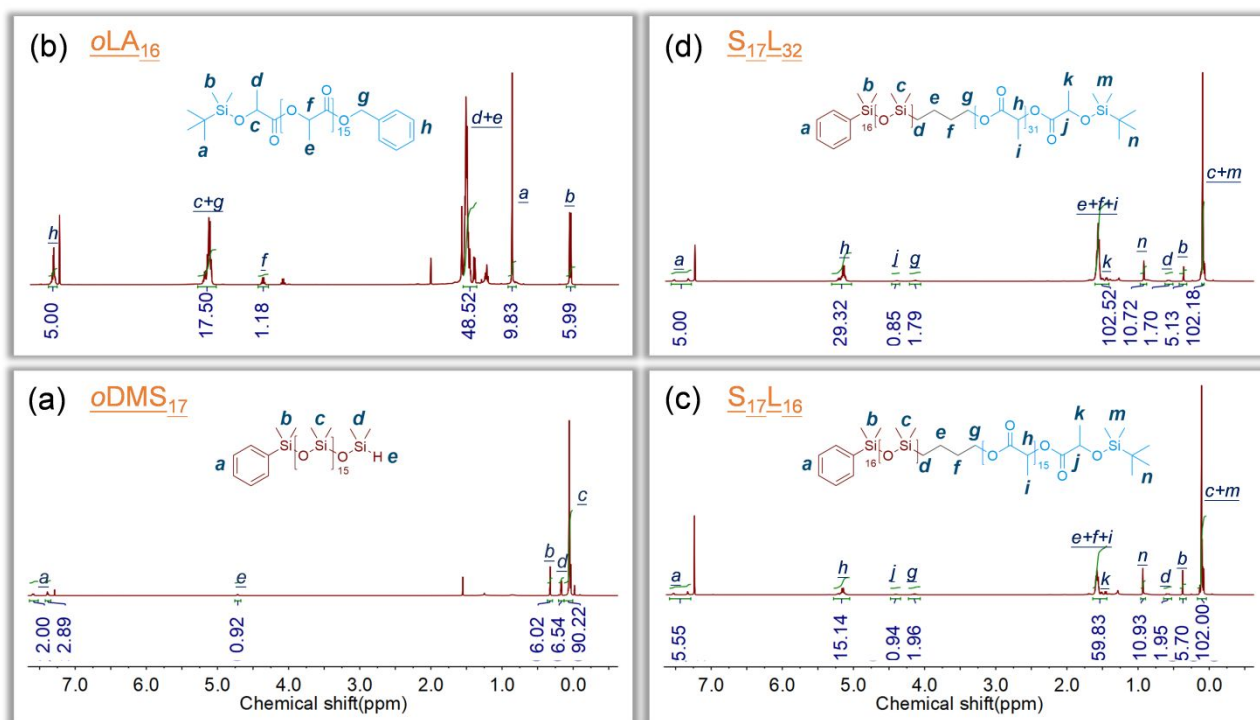 (b) oLA16
b
d
f
g
Si
O
O
O
O
O
15
h
a
c
e
d+e
c+g
a
b
h
f
5.00
17.50
1.18
48.52
9.83
5.99
(d) S17L32
b
c
e
g
h
k
m
Si
O
Si
16
O
O
31
O
O
O
Si
a
d
f
i
j
n
c+m
e+f+i
h
n
a
j
g
k
d
b
5.00
29.32
0.85
1.79
102.52
10.72
1.70
5.13
102.18
(a) oDMS17
b
c
d
Si
O
Si
O
Si
H
15
a
e
c
b
d
a
e
2.00
2.89
0.92
6.02
6.54
90.22
7.0 6.0 5.0 4.0 3.0 2.0 1.0 0.0
Chemical shift(ppm)
(c) S17L16
b
c
e
g
h
k
m
Si
O
Si
16
O
O
15
O
O
O
Si
a
d
f
i
j
n
c+m
e+f+i
n
h
a
j
g
k
d
b
5.55
15.14
0.94
1.96
59.83
10.93
1.95
5.70
102.00
7.0 6.0 5.0 4.0 3.0 2.0 1.0 0.0
Chemical shift(ppm)